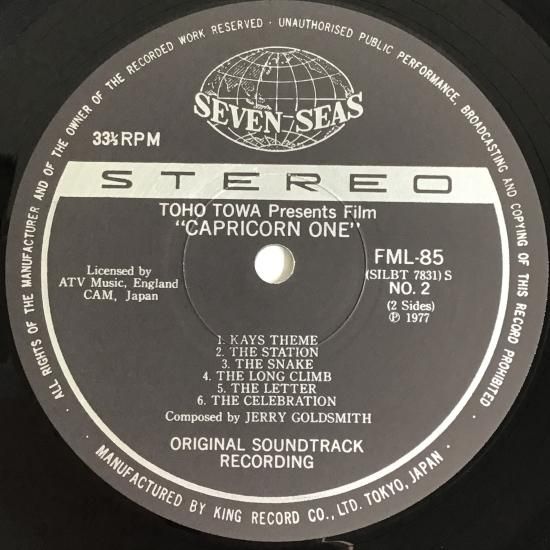 ALL RIGHTS OF THE MANUFACTURER AND OF THE OWNER OF THE RECORDED WORK RESERVED · UNAUTHORISED PUBLIC PERFORMANCE, BROADCASTING AND COPYING OF THIS RECORD PROHIBITED ·
SEVEN SEAS
33⅓RPM
STEREO
TOHO TOWA Presents Film
"CAPRICORN ONE"
Licensed by
ATV Music, England
CAM, Japan
FML-85
(SILBT 7831) S
NO. 2
(2 Sides)
Ⓟ 1977
1. KAYS THEME
2. THE STATION
3. THE SNAKE
4. THE LONG CLIMB
5. THE LETTER
6. THE CELEBRATION
Composed by JERRY GOLDSMITH
ORIGINAL SOUNDTRACK
RECORDING
MANUFACTURED BY KING RECORD CO., LTD. TOKYO, JAPAN ·